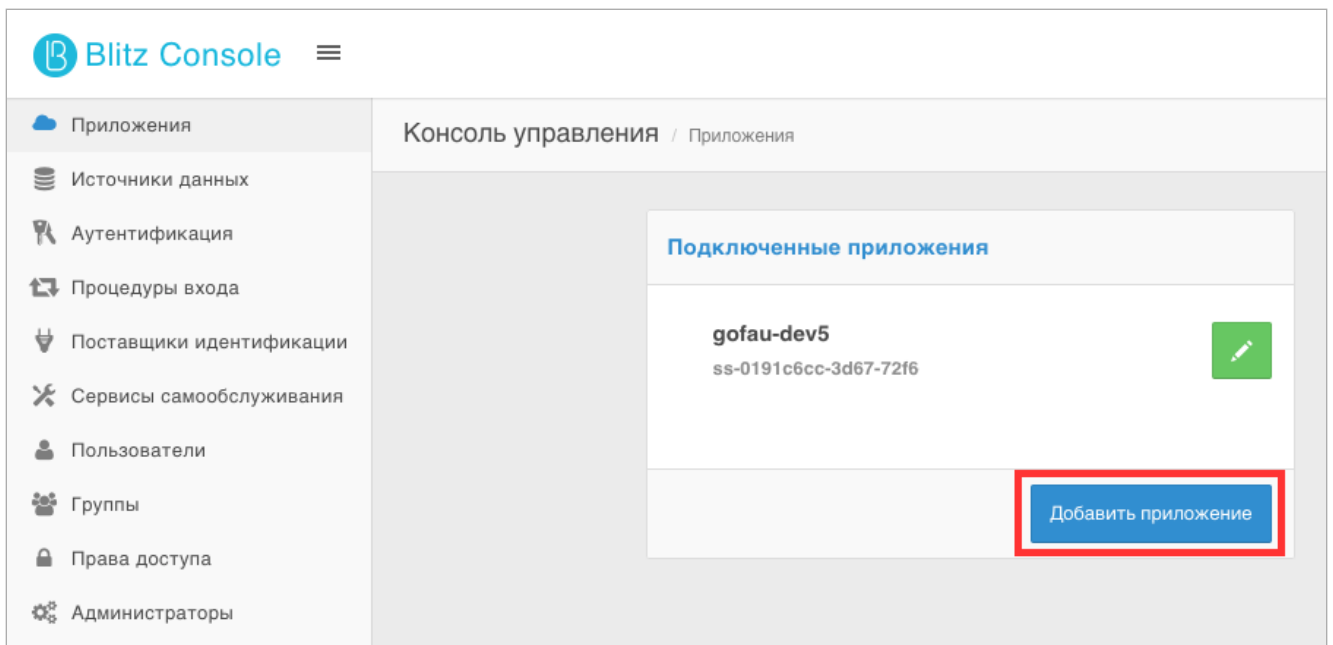 Blitz Console
Приложения
Источники данных
Аутентификация
Процедуры входа
Поставщики идентификации
Сервисы самообслуживания
Пользователи
Группы
Права доступа
Администраторы
Консоль управления / Приложения
Подключенные приложения
gofau-dev5
ss-0191c6cc-3d67-72f6
Добавить приложение